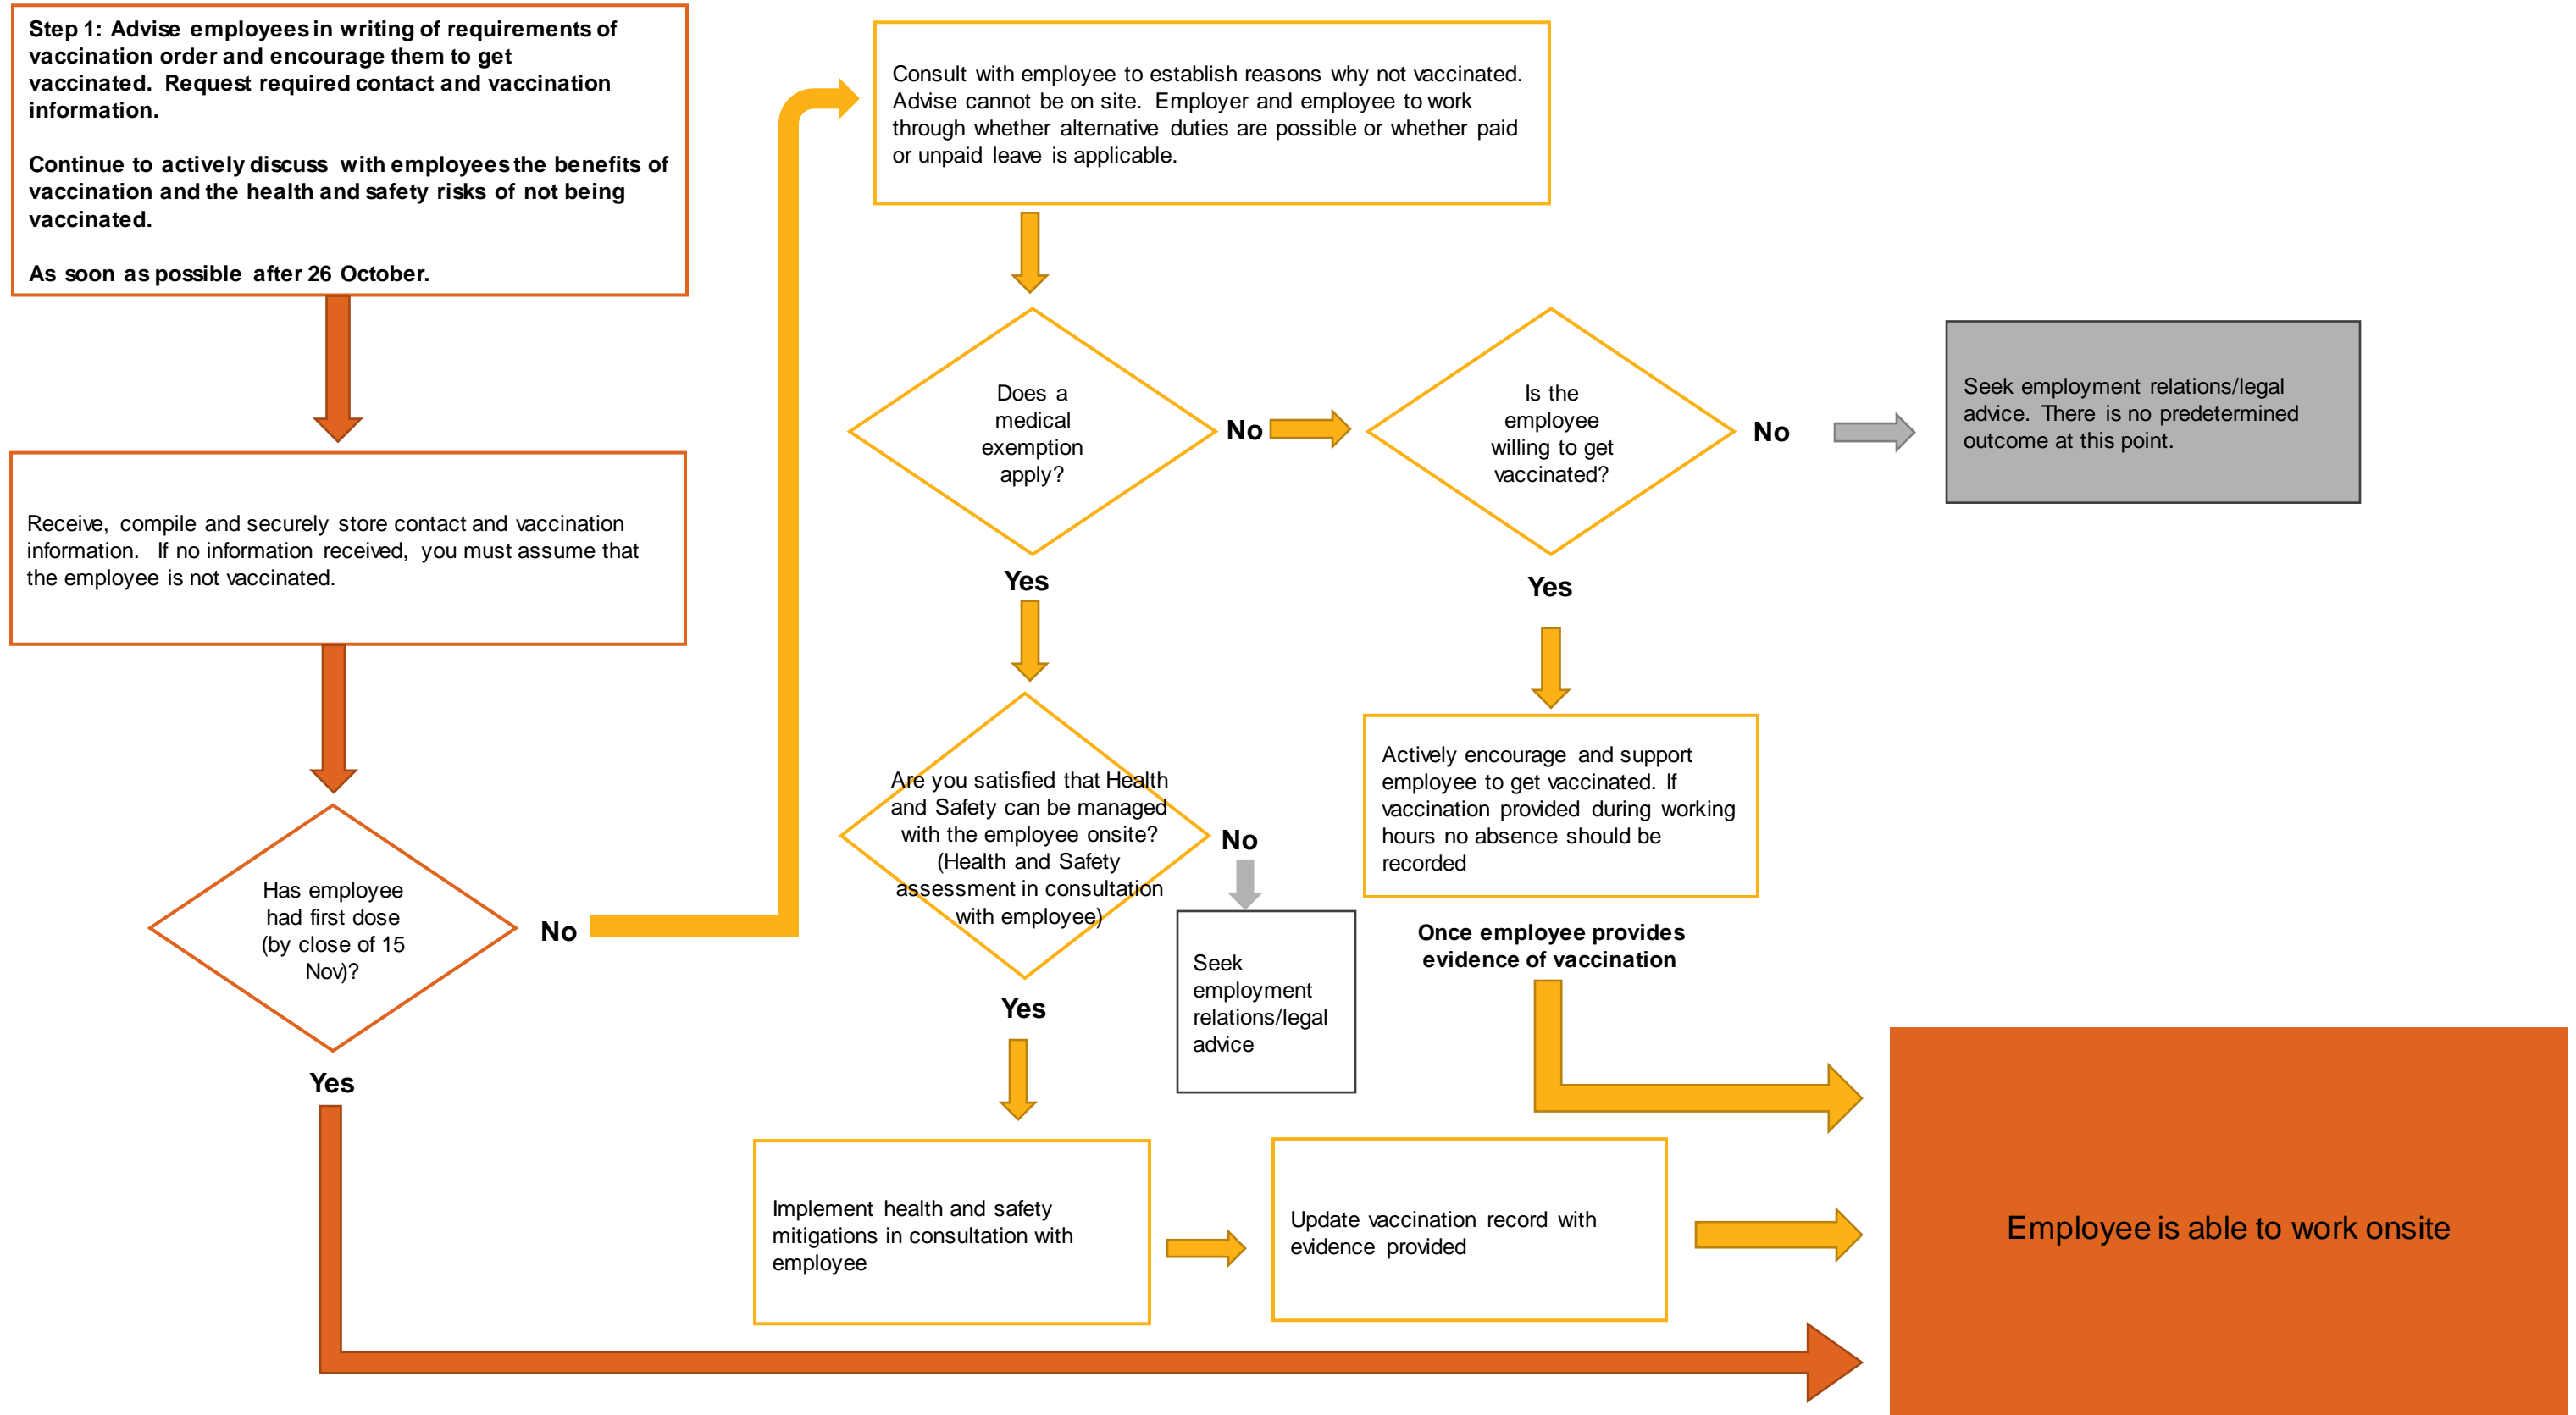 Step 1: Advise employees in writing of requirements of
vaccination order and encourage them to get
vaccinated. Request required contact and vaccination
information.
Continue to actively discuss with employees the benefits of
vaccination and the health and safety risks of not being
vaccinated.
As soon as possible after 26 October.
Receive, compile and securely store contact and vaccination
information. If no information received, you must assume that
the employee is not vaccinated.
Has employee
had first dose
(by close of 15
Nov)?
No
Yes
Consult with employee to establish reasons why not vaccinated.
Advise cannot be on site. Employer and employee to work
through whether alternative duties are possible or whether paid
or unpaid leave is applicable.
Does a
medical
exemption
apply?
No
Yes
Is the
employee
willing to get
vaccinated?
No
Yes
Seek employment relations/legal
advice. There is no predetermined
outcome at this point.
Are you satisfied that Health
and Safety can be managed
with the employee onsite?
(Health and Safety
assessment in consultation
with employee)
No
Yes
Seek
employment
relations/legal
advice
Actively encourage and support
employee to get vaccinated. If
vaccination provided during working
hours no absence should be
recorded
Once employee provides
evidence of vaccination
Implement health and safety
mitigations in consultation with
employee
Update vaccination record with
evidence provided
Employee is able to work onsite